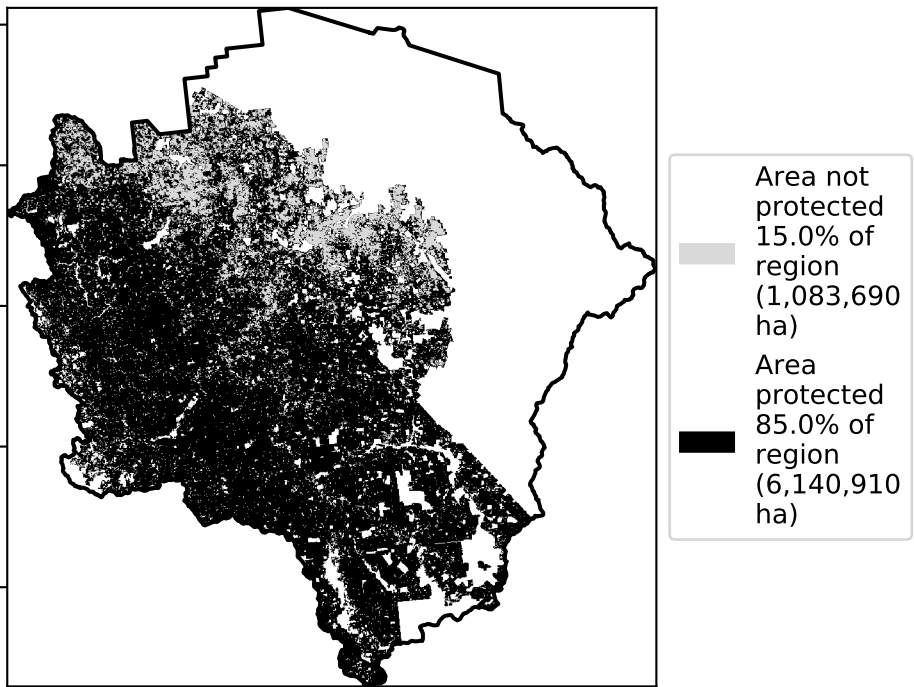 Area not
protected
15.0% of
region
(1,083,690
ha)
Area
protected
85.0% of
region
(6,140,910
ha)